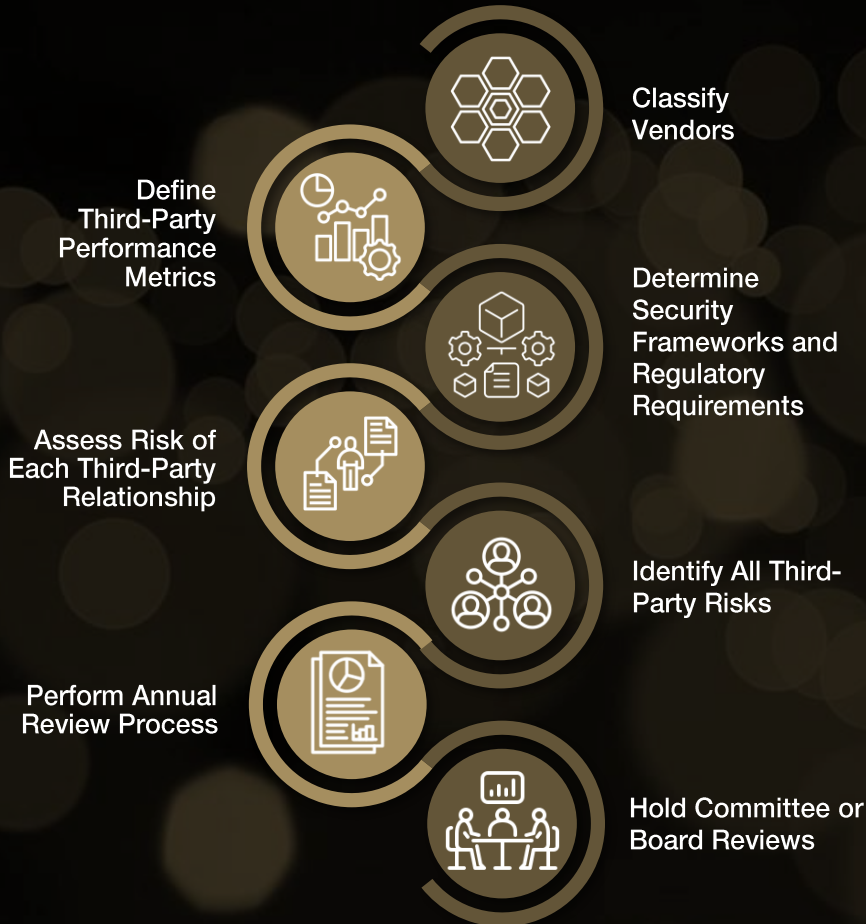 Classify
Vendors
Define
Third-Party
Performance
Metrics
Determine
Security
Frameworks and
Regulatory
Requirements
Assess Risk of
Each Third-Party
Relationship
Identify All Third-
Party Risks
Perform Annual
Review Process
Hold Committee or
Board Reviews